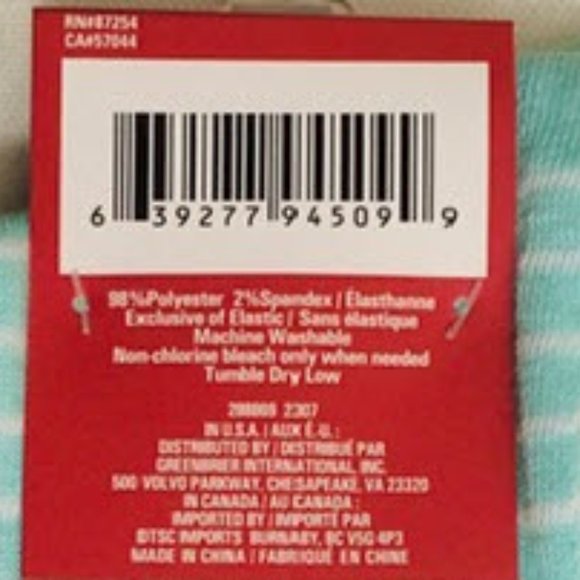 RN#87254
CA#57044
6 39277 94509 9
98%Polyester 2%Spandex / Élasthanne
Exclusive of Elastic / Sans élastique
Machine Washable
Non-chlorine bleach only when needed
Tumble Dry Low
2307
IN U.S.A. / AUX É.-U. :
DISTRIBUTED BY / DISTRIBUÉ PAR
GREENBRIER INTERNATIONAL, INC.
500 VOLVO PARKWAY, CHESAPEAKE, VA 23320
IN CANADA / AU CANADA :
IMPORTED BY / IMPORTÉ PAR
DTSC IMPORTS BURNABY, BC V5G 4P3
MADE IN CHINA / FABRIQUÉ EN CHINE